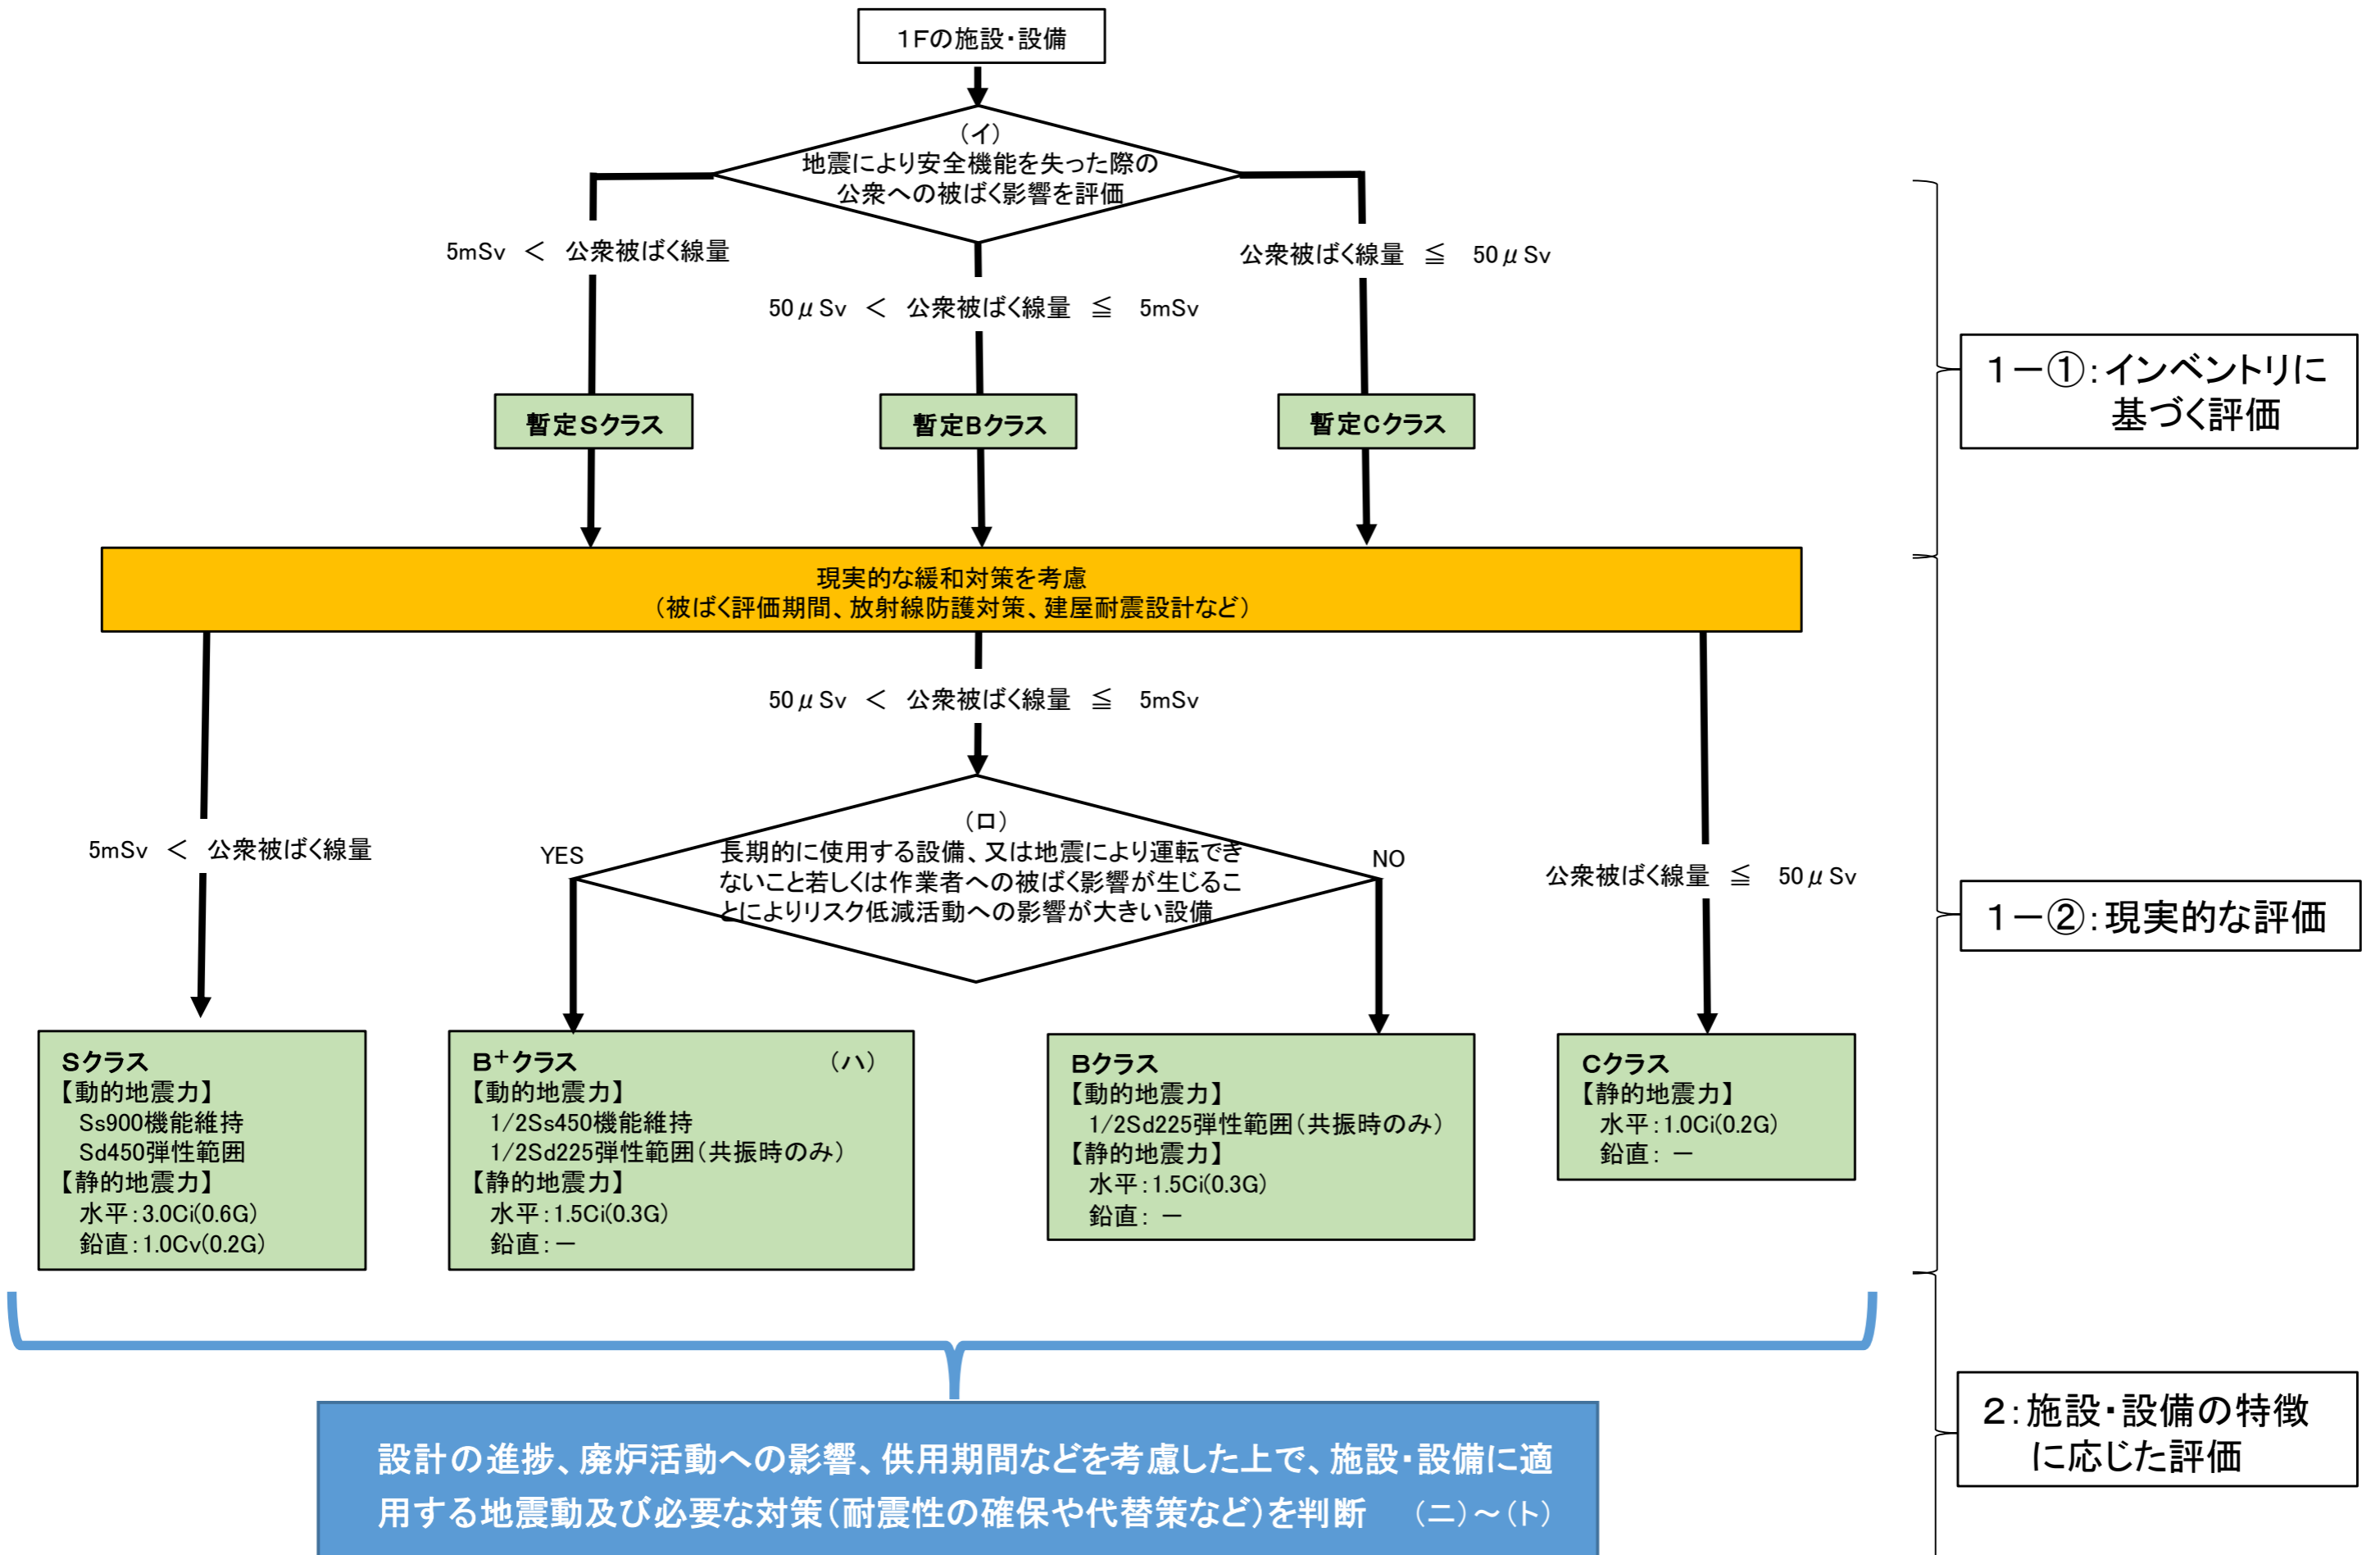 1Fの施設・設備
(イ)
地震により安全機能を失った際の
公衆への被ばく影響を評価
5mSv ＜ 公衆被ばく線量
50μSv ＜ 公衆被ばく線量 ≦ 5mSv
公衆被ばく線量 ≦ 50μSv
暫定Sクラス
暫定Bクラス
暫定Cクラス
1－①：インベントリに
基づく評価
現実的な緩和対策を考慮
（被ばく評価期間、放射線防護対策、建屋耐震設計など）
50μSv ＜ 公衆被ばく線量 ≦ 5mSv
5mSv ＜ 公衆被ばく線量
YES
(ロ)
長期的に使用する設備、又は地震により運転でき
ないこと若しくは作業者への被ばく影響が生じるこ
とによりリスク低減活動への影響が大きい設備
NO
公衆被ばく線量 ≦ 50μSv
1－②：現実的な評価
Sクラス
【動的地震力】
Ss900機能維持
Sd450弾性範囲
【静的地震力】
水平：3.0Ci(0.6G)
鉛直：1.0Cv(0.2G)
B⁺クラス (ハ)
【動的地震力】
1/2Ss450機能維持
1/2Sd225弾性範囲（共振時のみ）
【静的地震力】
水平：1.5Ci(0.3G)
鉛直：－
Bクラス
【動的地震力】
1/2Sd225弾性範囲（共振時のみ）
【静的地震力】
水平：1.5Ci(0.3G)
鉛直： －
Cクラス
【静的地震力】
水平：1.0Ci(0.2G)
鉛直： －
2：施設・設備の特徴
に応じた評価
設計の進捗、廃炉活動への影響、供用期間などを考慮した上で、施設・設備に適
用する地震動及び必要な対策（耐震性の確保や代替策など）を判断 (ニ)～(ト)